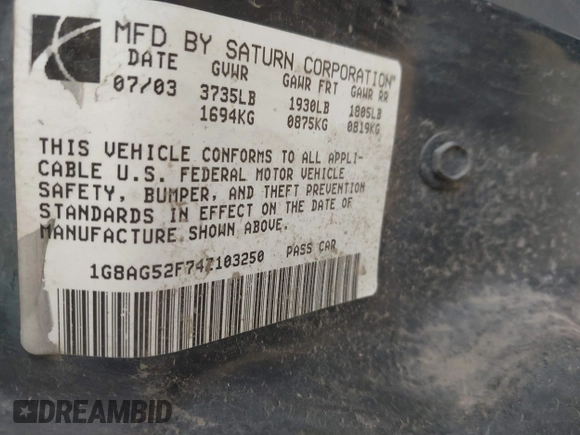 MFD BY SATURN CORPORATION™
DATE GVWR GAWR FRT GAWR RR
07/03 3735LB 1930LB 1805LB
1694KG 0875KG 0819KG
THIS VEHICLE CONFORMS TO ALL APPLI-
CABLE U.S. FEDERAL MOTOR VEHICLE
SAFETY, BUMPER, AND THEFT PREVENTION
STANDARDS IN EFFECT ON THE DATE OF
MANUFACTURE SHOWN ABOVE.
1G8AG52F74Z103250 PASS CAR
DREAMBID